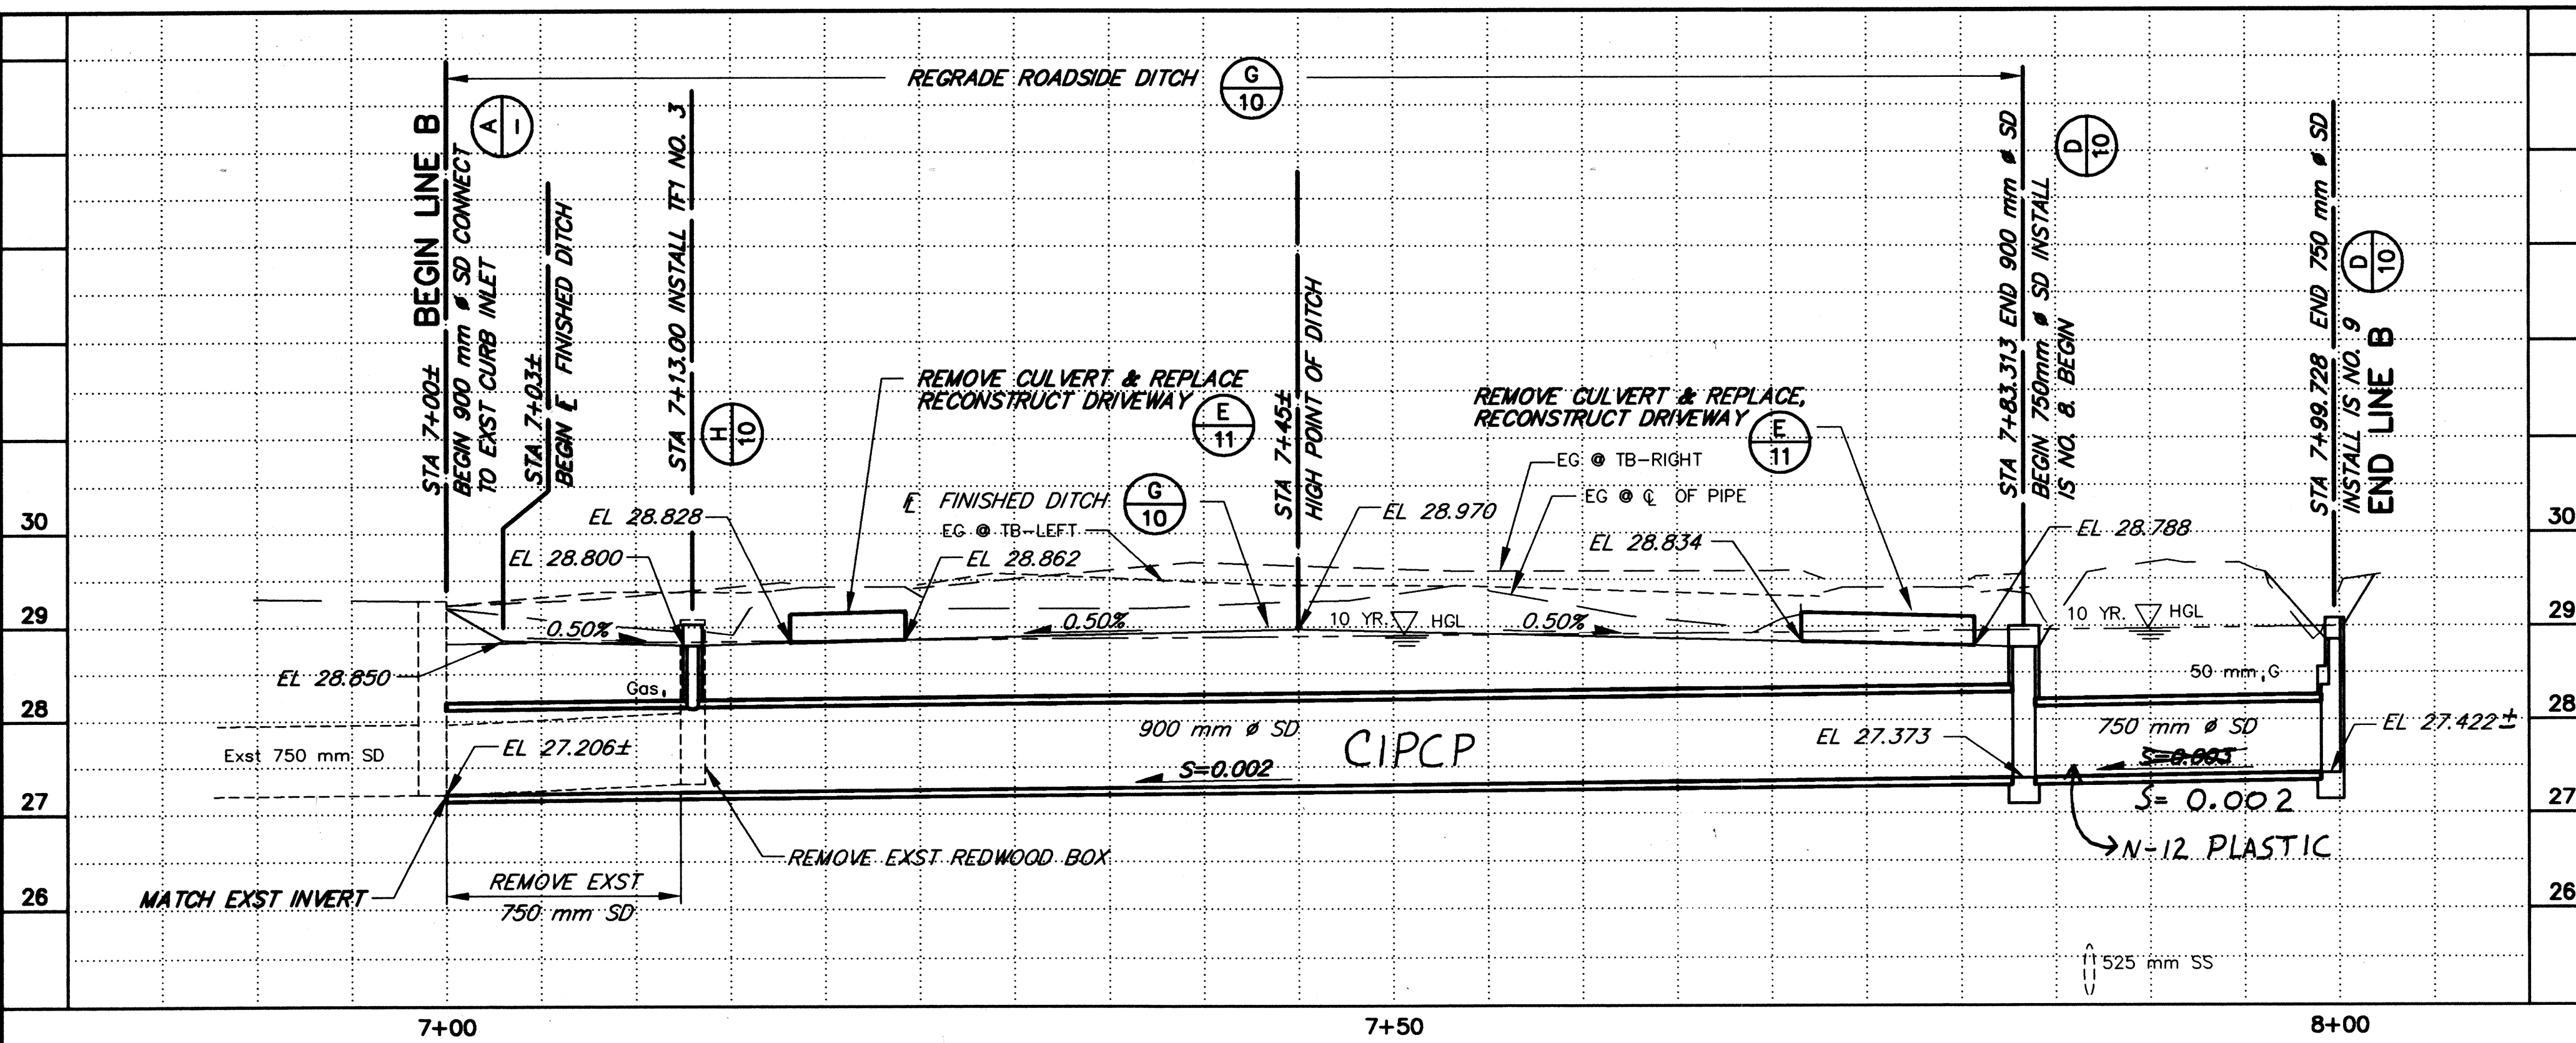 REGRADE ROADSIDE DITCH
G
10
STA 7+00±
BEGIN LINE B
BEGIN 900 mm ø SD CONNECT
TO EXST CURB INLET
A
–
STA 7+03±
BEGIN ⅊ FINISHED DITCH
STA 7+13.00 INSTALL TF1 NO. 3
H
10
REMOVE CULVERT & REPLACE
RECONSTRUCT DRIVEWAY
E
11
STA 7+45±
HIGH POINT OF DITCH
REMOVE CULVERT & REPLACE,
RECONSTRUCT DRIVEWAY
E
11
STA 7+83.313 END 900 mm ø SD
BEGIN 750mm ø SD INSTALL
IS NO. 8. BEGIN
D
10
STA 7+99.728 END 750 mm ø SD
INSTALL IS NO. 9
END LINE B
D
10
EG @ TB-RIGHT
EG @ ℄ OF PIPE
FINISHED DITCH
G
10
EG @ TB-LEFT
EL 28.828
EL 28.800
EL 28.862
EL 28.970
EL 28.834
EL 28.788
30
30
29
29
0.50%
0.50%
10 YR. HGL
0.50%
10 YR. HGL
EL 28.850
Gas
50 mm G
28
28
900 mm ø SD
CIPCP
750 mm ø SD
EL 27.422±
Exst 750 mm SD
EL 27.206±
EL 27.373
S=0.002
S=0.003
27
27
S= 0.002
N-12 PLASTIC
REMOVE EXST REDWOOD BOX
MATCH EXST INVERT
REMOVE EXST
750 mm SD
26
26
525 mm SS
7+00
7+50
8+00